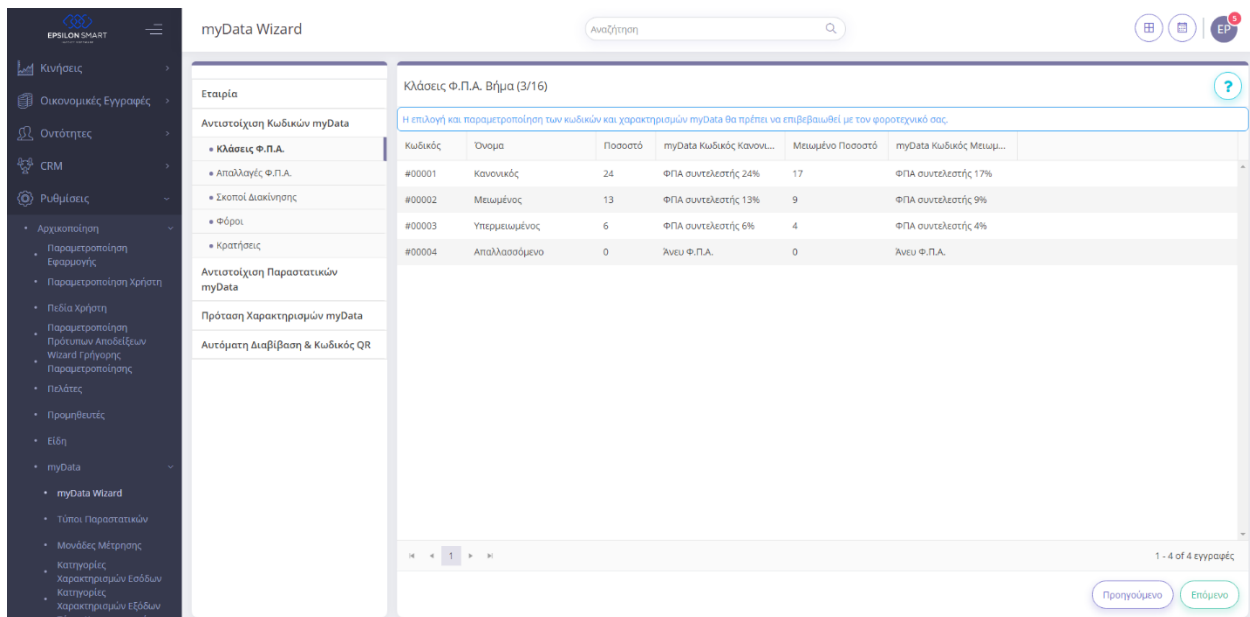 EPSILON SMART
myData Wizard
Αναζήτηση
EP
5
Κινήσεις
Οικονομικές Εγγραφές
Οντότητες
CRM
Ρυθμίσεις
Αρχικοποίηση
Παραμετροποίηση
Εφαρμογής
Παραμετροποίηση Χρήστη
Πεδία Χρήστη
Παραμετροποίηση
Πρότυπων Αποδείξεων
Wizard Γρήγορης
Παραμετροποίησης
Πελάτες
Προμηθευτές
Είδη
myData
myData Wizard
Τύποι Παραστατικών
Μονάδες Μέτρησης
Κατηγορίες
Χαρακτηρισμών Εσόδων
Κατηγορίες
Χαρακτηρισμών Εξόδων
Εταιρία
Αντιστοίχιση Κωδικών myData
Κλάσεις Φ.Π.Α.
Απαλλαγές Φ.Π.Α.
Σκοποί Διακίνησης
Φόροι
Κρατήσεις
Αντιστοίχιση Παραστατικών
myData
Πρόταση Χαρακτηρισμών myData
Αυτόματη Διαβίβαση & Κωδικός QR
Κλάσεις Φ.Π.Α. Βήμα (3/16)
?
Η επιλογή και παραμετροποίηση των κωδικών και χαρακτηρισμών myData θα πρέπει να επιβεβαιωθεί με τον φοροτεχνικό σας.
Κωδικός Όνομα Ποσοστό myData Κωδικός Κανονι... Μειωμένο Ποσοστό myData Κωδικός Μειωμ...
#00001 Κανονικός 24 ΦΠΑ συντελεστής 24% 17 ΦΠΑ συντελεστής 17%
#00002 Μειωμένος 13 ΦΠΑ συντελεστής 13% 9 ΦΠΑ συντελεστής 9%
#00003 Υπερμειωμένος 6 ΦΠΑ συντελεστής 6% 4 ΦΠΑ συντελεστής 4%
#00004 Απαλλασσόμενο 0 Άνευ Φ.Π.Α. 0 Άνευ Φ.Π.Α.
1
1 - 4 of 4 εγγραφές
Προηγούμενο
Επόμενο